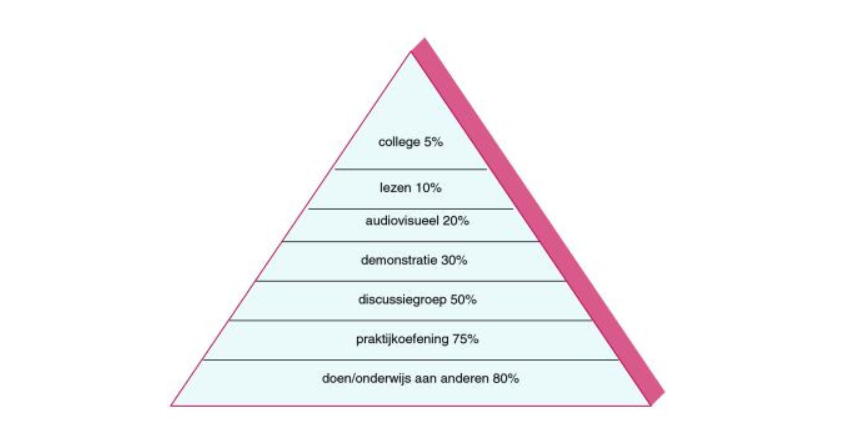 college 5%
lezen 10%
audiovisueel 20%
demonstratie 30%
discussiegroep 50%
praktijkoefening 75%
doen/onderwijs aan anderen 80%